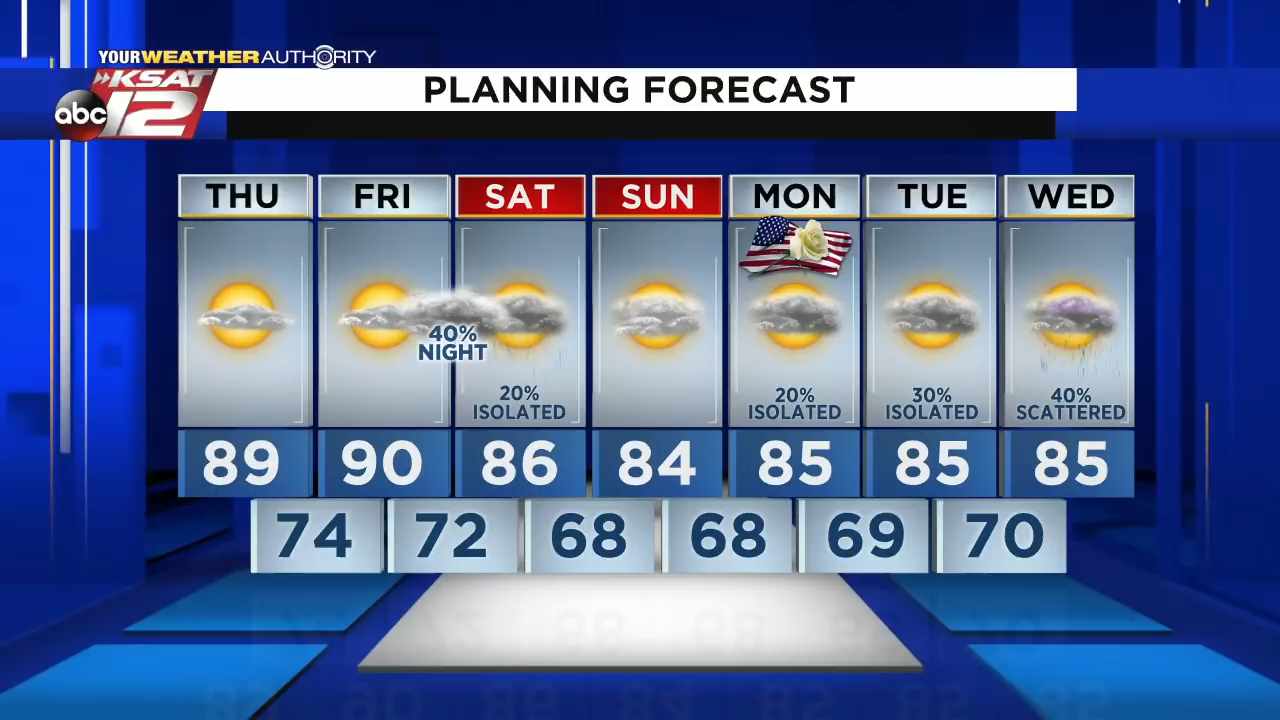 YOURWEATHERAUTHORITY
KSAT
abc 12
PLANNING FORECAST
THU FRI SAT SUN MON TUE WED
40%
NIGHT
20% 20% 30% 40%
ISOLATED ISOLATED ISOLATED SCATTERED
89 90 86 84 85 85 85
74 72 68 68 69 70